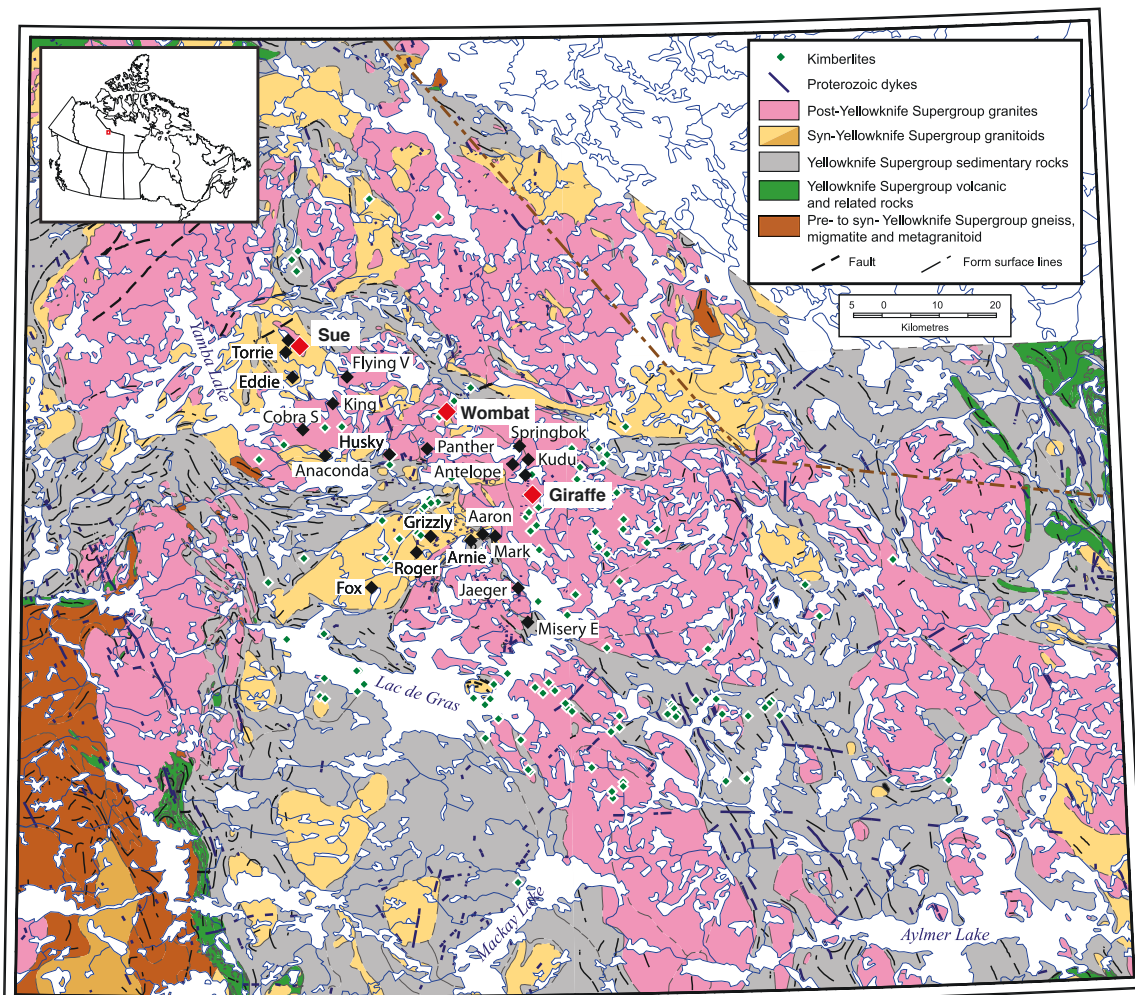 Kimberlites
Proterozoic dykes
Post-Yellowknife Supergroup granites
Syn-Yellowknife Supergroup granitoids
Yellowknife Supergroup sedimentary rocks
Yellowknife Supergroup volcanic
and related rocks
Pre- to syn- Yellowknife Supergroup gneiss,
migmatite and metagranitoid
Fault
Form surface lines
5 0 10 20
Kilometres
Yamba Lake
Sue
Torrie
Eddie
Flying V
King
Cobra S
Wombat
Husky
Panther
Springbok
Anaconda
Antelope
Kudu
Giraffe
Grizzly
Aaron
Arnie
Mark
Roger
Fox
Jaeger
Misery E
Lac de Gras
Mackay Lake
Aylmer Lake